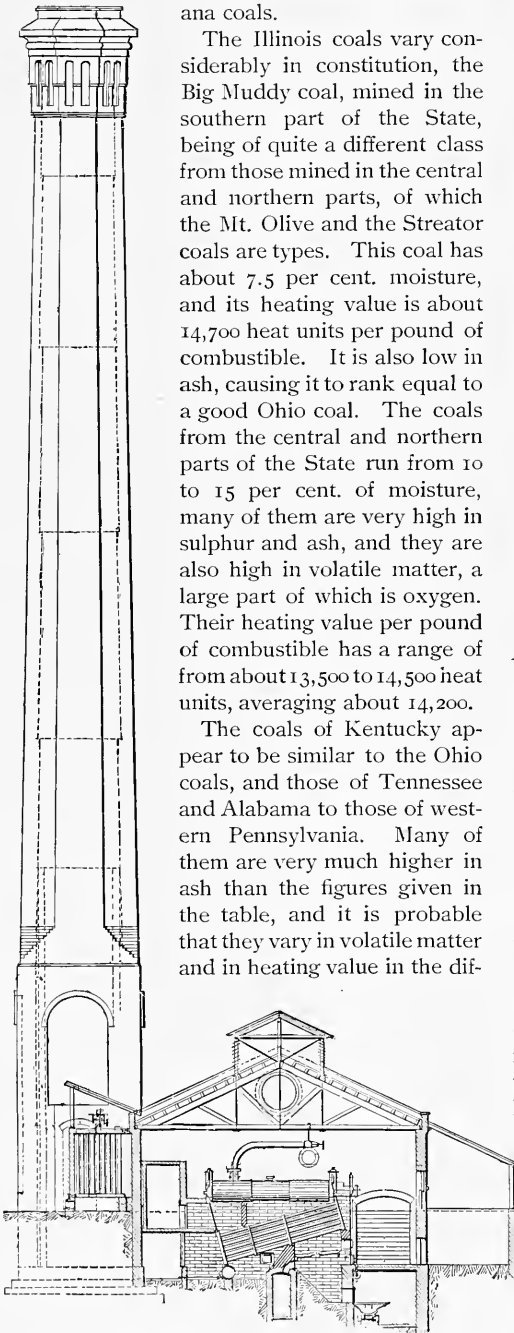 ana coals.
The Illinois coals vary con-
siderably in constitution, the
Big Muddy coal, mined in the
southern part of the State,
being of quite a different class
from those mined in the central
and northern parts, of which
the Mt. Olive and the Streator
coals are types. This coal has
about 7.5 per cent. moisture,
and its heating value is about
14,700 heat units per pound of
combustible. It is also low in
ash, causing it to rank equal to
a good Ohio coal. The coals
from the central and northern
parts of the State run from 10
to 15 per cent. of moisture,
many of them are very high in
sulphur and ash, and they are
also high in volatile matter, a
large part of which is oxygen.
Their heating value per pound
of combustible has a range of
from about 13,500 to 14,500 heat
units, averaging about 14,200.
The coals of Kentucky ap-
pear to be similar to the Ohio
coals, and those of Tennessee
and Alabama to those of west-
ern Pennsylvania. Many of
them are very much higher in
ash than the figures given in
the table, and it is probable
that they vary in volatile matter
and in heating value in the dif-